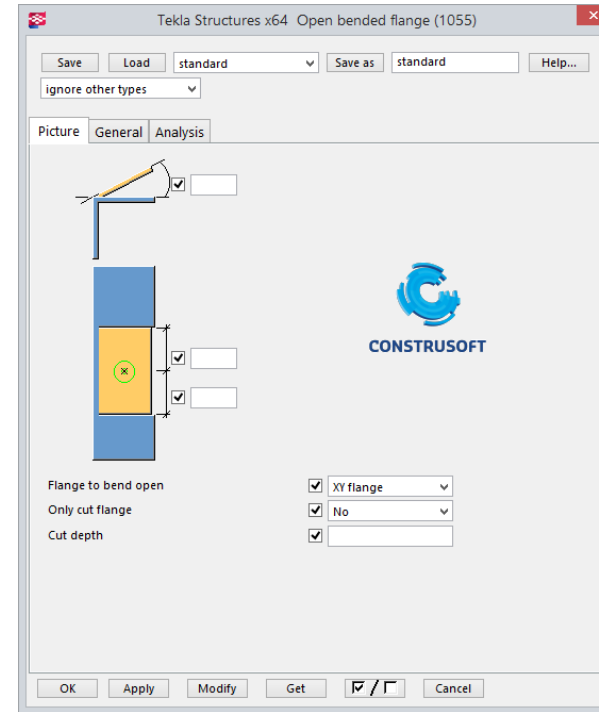 Tekla Structures x64 Open bended flange (1055)
Save Load standard Save as standard Help...
ignore other types
Picture General Analysis
CONSTRUSOFT
Flange to bend open XY flange
Only cut flange No
Cut depth
OK Apply Modify Get / Cancel